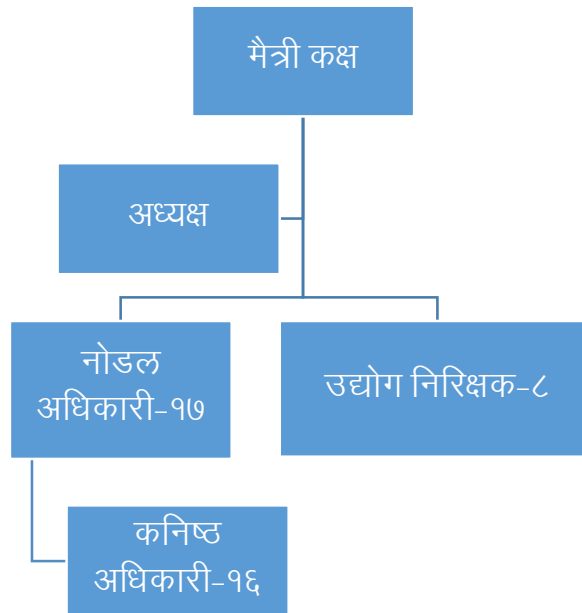 मैत्री कक्ष
अध्यक्ष
नोडल
अधिकारी-१७
उद्योग निरिक्षक-८
कनिष्ठ
अधिकारी-१६